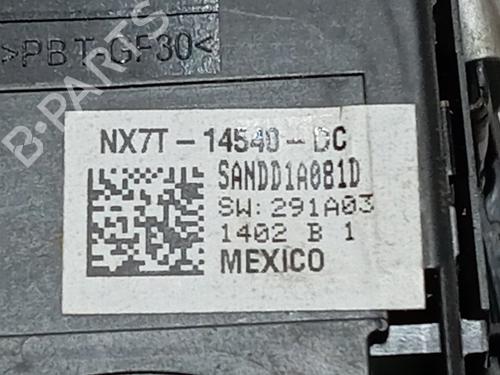 >PBT-GF30<
B-PARTS
NX7T-14540-DC
SANDD1A081D
SW:291A03
1402 B 1
MEXICO